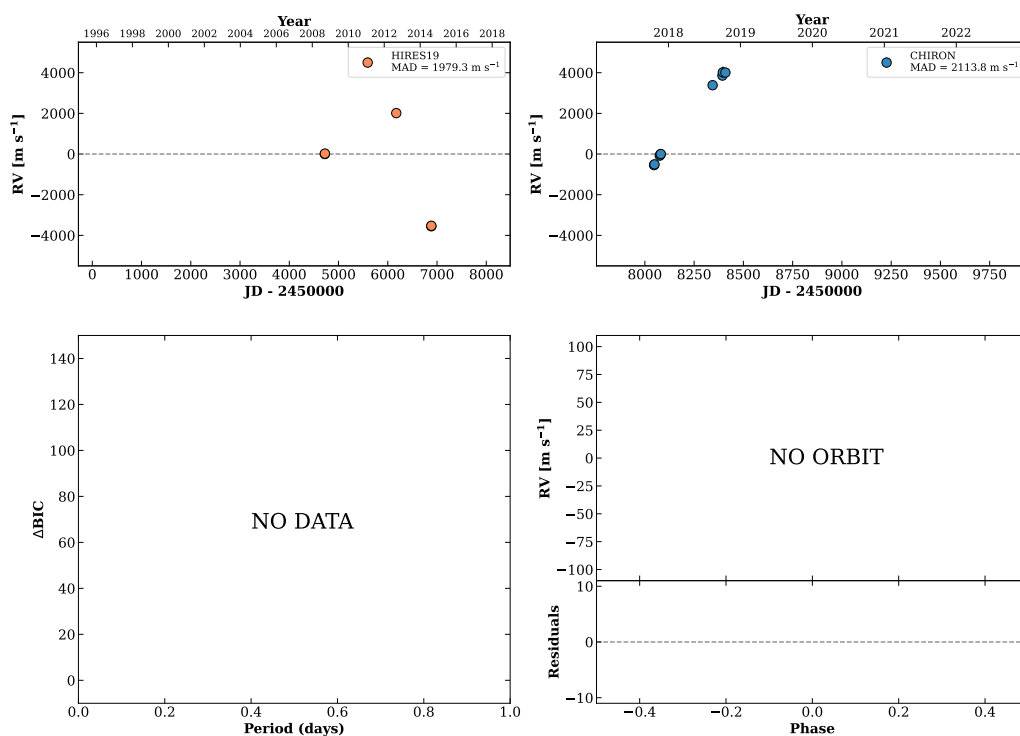 Year
1996 1998 2000 2002 2004 2006 2008 2010 2012 2014 2016 2018
HIRES19
MAD = 1979.3 m s⁻¹
4000
2000
0
−2000
−4000
RV [m s⁻¹]
0 1000 2000 3000 4000 5000 6000 7000 8000
JD - 2450000
Year
2018 2019 2020 2021 2022
CHIRON
MAD = 2113.8 m s⁻¹
4000
2000
0
−2000
−4000
RV [m s⁻¹]
8000 8250 8500 8750 9000 9250 9500 9750
JD - 2450000
140
120
100
80
60
40
20
0
ΔBIC
NO DATA
0.0 0.2 0.4 0.6 0.8 1.0
Period (days)
100
75
50
25
0
−25
−50
−75
−100
RV [m s⁻¹]
NO ORBIT
10
0
−10
Residuals
−0.4 −0.2 0.0 0.2 0.4
Phase